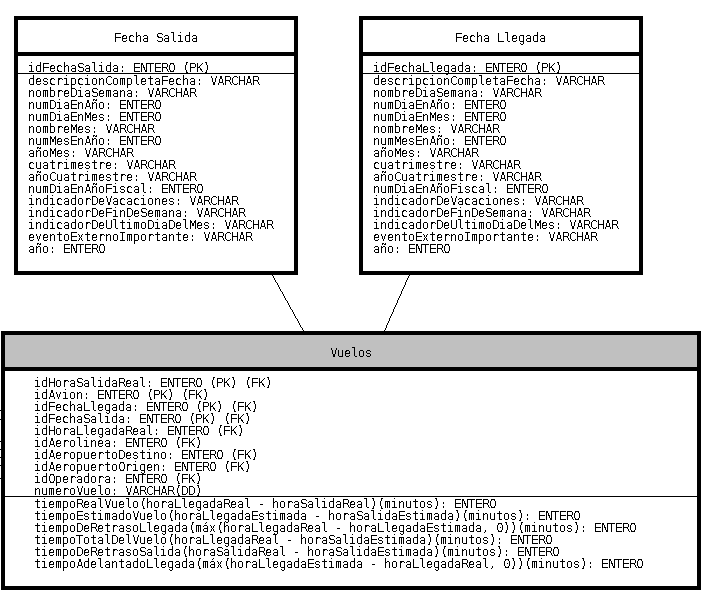 Fecha Salida
idFechaSalida: ENTERO (PK)
descripcionCompletaFecha: VARCHAR
nombreDiaSemana: VARCHAR
numDiaEnAño: ENTERO
numDiaEnMes: ENTERO
nombreMes: VARCHAR
numMesEnAño: ENTERO
añoMes: VARCHAR
cuatrimestre: VARCHAR
añoCuatrimestre: VARCHAR
numDiaEnAñoFiscal: ENTERO
indicadorDeVacaciones: VARCHAR
indicadorDeFinDeSemana: VARCHAR
indicadorDeUltimoDiaDelMes: VARCHAR
eventoExternoImportante: VARCHAR
año: ENTERO
Fecha Llegada
idFechaLlegada: ENTERO (PK)
descripcionCompletaFecha: VARCHAR
nombreDiaSemana: VARCHAR
numDiaEnAño: ENTERO
numDiaEnMes: ENTERO
nombreMes: VARCHAR
numMesEnAño: ENTERO
añoMes: VARCHAR
cuatrimestre: VARCHAR
añoCuatrimestre: VARCHAR
numDiaEnAñoFiscal: ENTERO
indicadorDeVacaciones: VARCHAR
indicadorDeFinDeSemana: VARCHAR
indicadorDeUltimoDiaDelMes: VARCHAR
eventoExternoImportante: VARCHAR
año: ENTERO
Vuelos
idHoraSalidaReal: ENTERO (PK) (FK)
idAvion: ENTERO (PK) (FK)
idFechaLlegada: ENTERO (PK) (FK)
idFechaSalida: ENTERO (PK) (FK)
idHoraLlegadaReal: ENTERO (FK)
idAerolinea: ENTERO (FK)
idAeropuertoDestino: ENTERO (FK)
idAeropuertoOrigen: ENTERO (FK)
idOperadora: ENTERO (FK)
numeroVuelo: VARCHAR(DD)
tiempoRealVuelo(horaLlegadaReal - horaSalidaReal)(minutos): ENTERO
tiempoEstimadoVuelo(horaLlegadaEstimada - horaSalidaEstimada)(minutos): ENTERO
tiempoDeRetrasoLlegada(máx(horaLlegadaReal - horaLlegadaEstimada, 0))(minutos): ENTERO
tiempoTotalDelVuelo(horaLlegadaReal - horaSalidaEstimada)(minutos): ENTERO
tiempoDeRetrasoSalida(horaSalidaReal - horaSalidaEstimada)(minutos): ENTERO
tiempoAdelantadoLlegada(máx(horaLlegadaEstimada - horaLlegadaReal, 0))(minutos): ENTERO